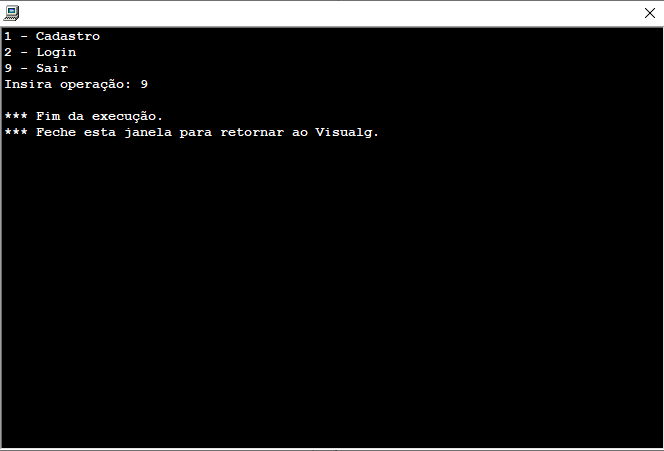 1 - Cadastro
2 - Login
9 - Sair
Insira operação: 9
*** Fim da execução.
*** Feche esta janela para retornar ao Visualg.